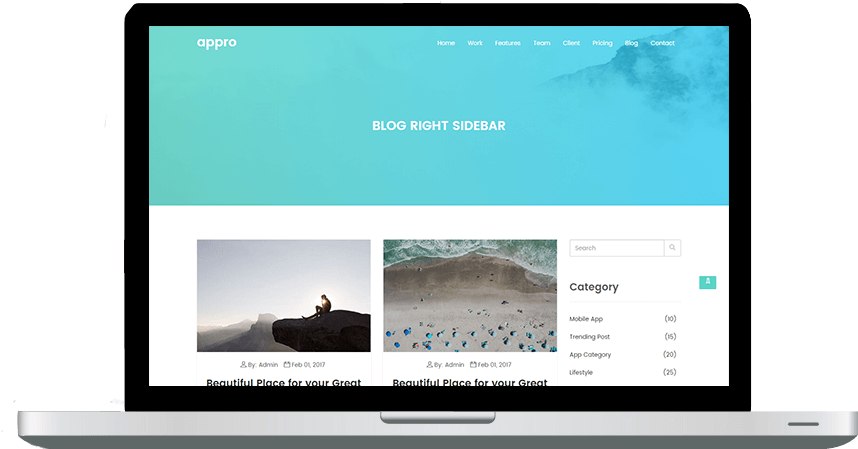 appro
Home Work Features Team Client Pricing Blog Contact
BLOG RIGHT SIDEBAR
Search
Category
Mobile App (10)
Trending Post (15)
App Category (20)
Lifestyle (25)
By: Admin Feb 01, 2017
Beautiful Place for your Great
By: Admin Feb 01, 2017
Beautiful Place for your Great